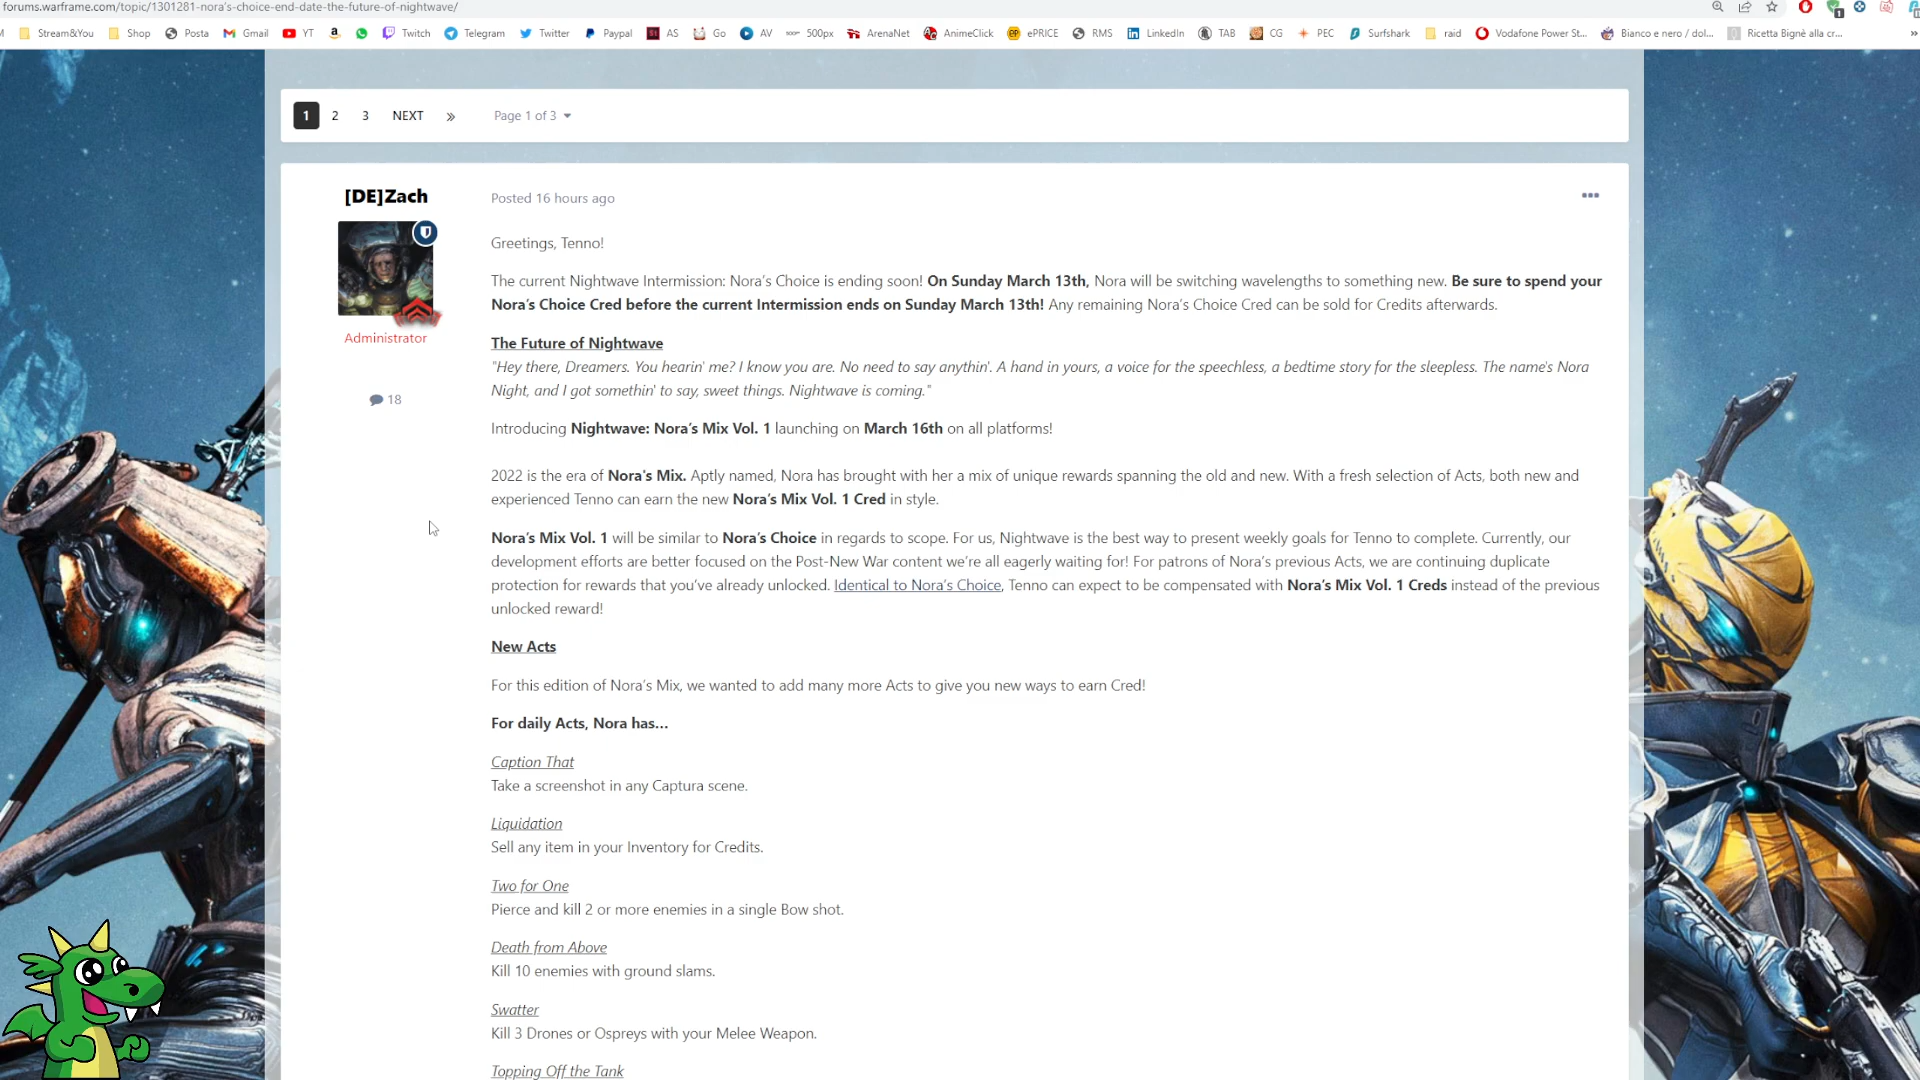 forums.warframe.com/topic/1301281-nora's-choice-end-date-the-future-of-nightwave/
Stream&You Shop Posta Gmail YT Twitch Telegram Twitter Paypal AS Go AV 500px ArenaNet AnimeClick ePRICE RMS LinkedIn TAB CG PEC Surfshark raid Vodafone Power St... Bianco e nero / dol... Ricetta Bignè alla cr... »
1 2 3 NEXT » Page 1 of 3
[DE]Zach
Administrator
18
Posted 16 hours ago
Greetings, Tenno!
The current Nightwave Intermission: Nora's Choice is ending soon! On Sunday March 13th, Nora will be switching wavelengths to something new. Be sure to spend your
Nora's Choice Cred before the current Intermission ends on Sunday March 13th! Any remaining Nora's Choice Cred can be sold for Credits afterwards.
The Future of Nightwave
"Hey there, Dreamers. You hearin' me? I know you are. No need to say anythin'. A hand in yours, a voice for the speechless, a bedtime story for the sleepless. The name's Nora
Night, and I got somethin' to say, sweet things. Nightwave is coming."
Introducing Nightwave: Nora's Mix Vol. 1 launching on March 16th on all platforms!
2022 is the era of Nora's Mix. Aptly named, Nora has brought with her a mix of unique rewards spanning the old and new. With a fresh selection of Acts, both new and
experienced Tenno can earn the new Nora's Mix Vol. 1 Cred in style.
Nora's Mix Vol. 1 will be similar to Nora's Choice in regards to scope. For us, Nightwave is the best way to present weekly goals for Tenno to complete. Currently, our
development efforts are better focused on the Post-New War content we're all eagerly waiting for! For patrons of Nora's previous Acts, we are continuing duplicate
protection for rewards that you've already unlocked. Identical to Nora's Choice, Tenno can expect to be compensated with Nora's Mix Vol. 1 Creds instead of the previous
unlocked reward!
New Acts
For this edition of Nora's Mix, we wanted to add many more Acts to give you new ways to earn Cred!
For daily Acts, Nora has...
Caption That
Take a screenshot in any Captura scene.
Liquidation
Sell any item in your Inventory for Credits.
Two for One
Pierce and kill 2 or more enemies in a single Bow shot.
Death from Above
Kill 10 enemies with ground slams.
Swatter
Kill 3 Drones or Ospreys with your Melee Weapon.
Topping Off the Tank